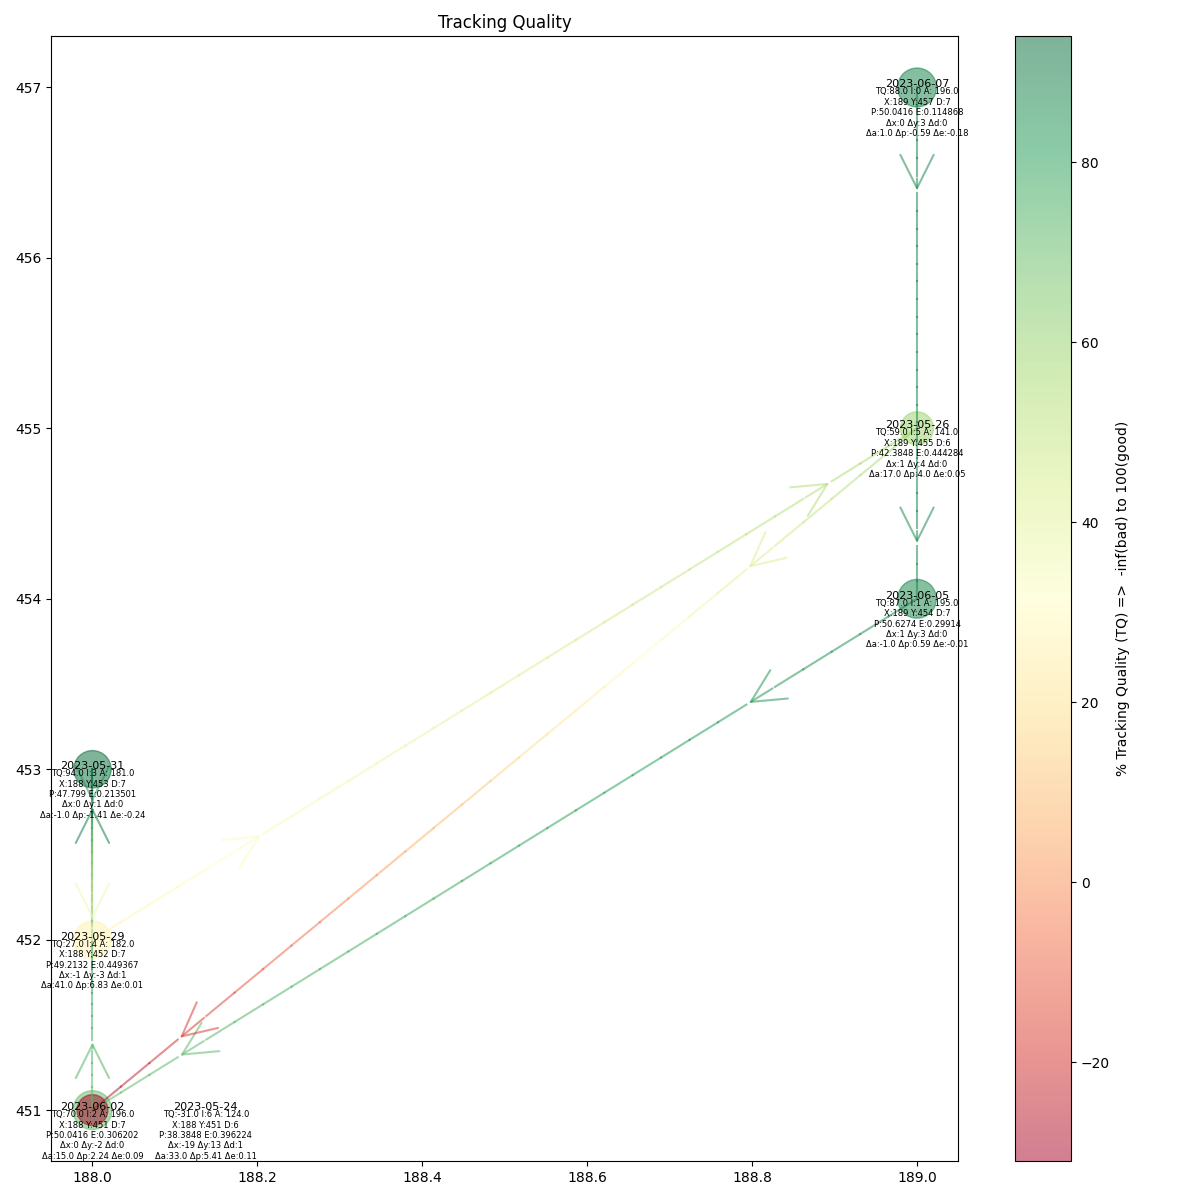 Tracking Quality
457
456
455
454
453
452
451
188.0
188.2
188.4
188.6
188.8
189.0
2023-06-07
TQ:88.0 I:0 A: 196.0
X:189 Y:457 D:7
P:50.0416 E:0.114868
Δx:0 Δy:3 Δd:0
Δa:1.0 Δp:-0.59 Δe:-0.18
2023-05-26
TQ:59.0 I:5 A: 141.0
X:189 Y:455 D:6
P:42.3848 E:0.444284
Δx:1 Δy:4 Δd:0
Δa:17.0 Δp:4.0 Δe:0.05
2023-06-05
TQ:87.0 I:1 A: 195.0
X:189 Y:454 D:7
P:50.6274 E:0.29914
Δx:1 Δy:3 Δd:0
Δa:-1.0 Δp:0.59 Δe:-0.01
2023-05-31
TQ:94.0 I:3 A: 181.0
X:188 Y:453 D:7
P:47.799 E:0.213501
Δx:0 Δy:1 Δd:0
Δa:-1.0 Δp:-1.41 Δe:-0.24
2023-05-29
TQ:27.0 I:4 A: 182.0
X:188 Y:452 D:7
P:49.2132 E:0.449367
Δx:-1 Δy:-3 Δd:1
Δa:41.0 Δp:6.83 Δe:0.01
2023-06-02
TQ:70.0 I:2 A: 196.0
X:188 Y:451 D:7
P:50.0416 E:0.306202
Δx:0 Δy:-2 Δd:0
Δa:15.0 Δp:2.24 Δe:0.09
2023-05-24
TQ:-31.0 I:6 A: 124.0
X:188 Y:451 D:6
P:38.3848 E:0.396224
Δx:-19 Δy:13 Δd:1
Δa:33.0 Δp:5.41 Δe:0.11
80
60
40
20
0
−20
% Tracking Quality (TQ) => -inf(bad) to 100(good)